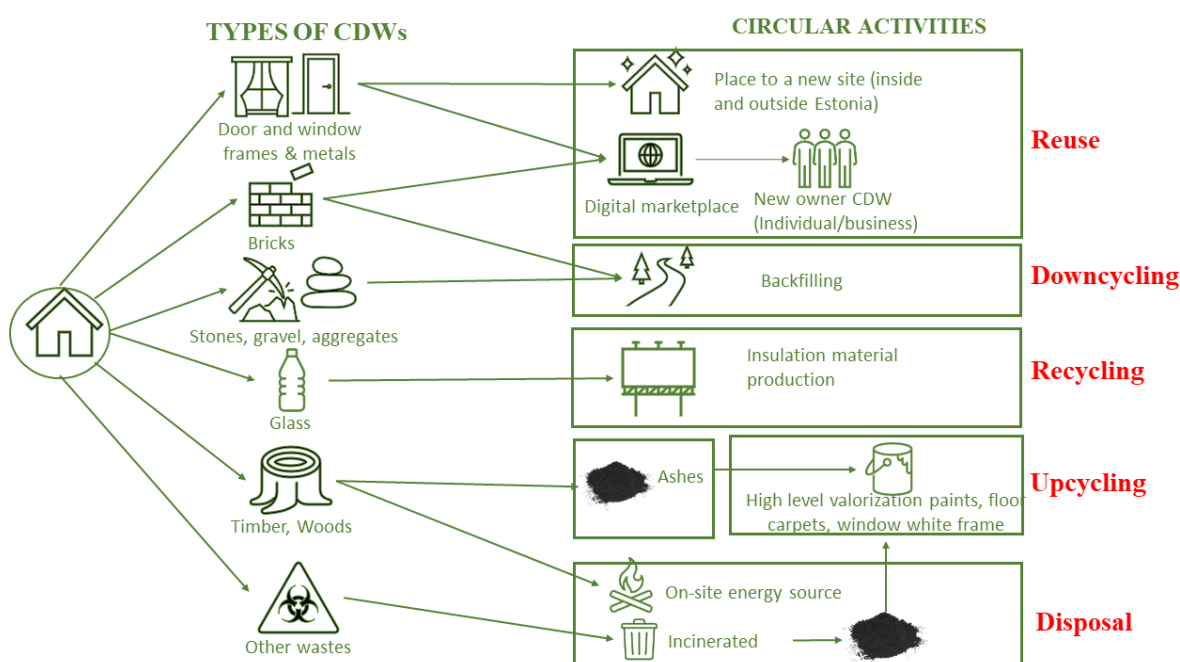 TYPES OF CDWs
CIRCULAR ACTIVITIES
Door and window
frames & metals
Bricks
Stones, gravel, aggregates
Glass
Timber, Woods
Other wastes
Place to a new site (inside
and outside Estonia)
Digital marketplace
New owner CDW
(Individual/business)
Reuse
Backfilling
Downcycling
Insulation material
production
Recycling
Ashes
High level valorization paints, floor
carpets, window white frame
Upcycling
On-site energy source
Incinerated
Disposal